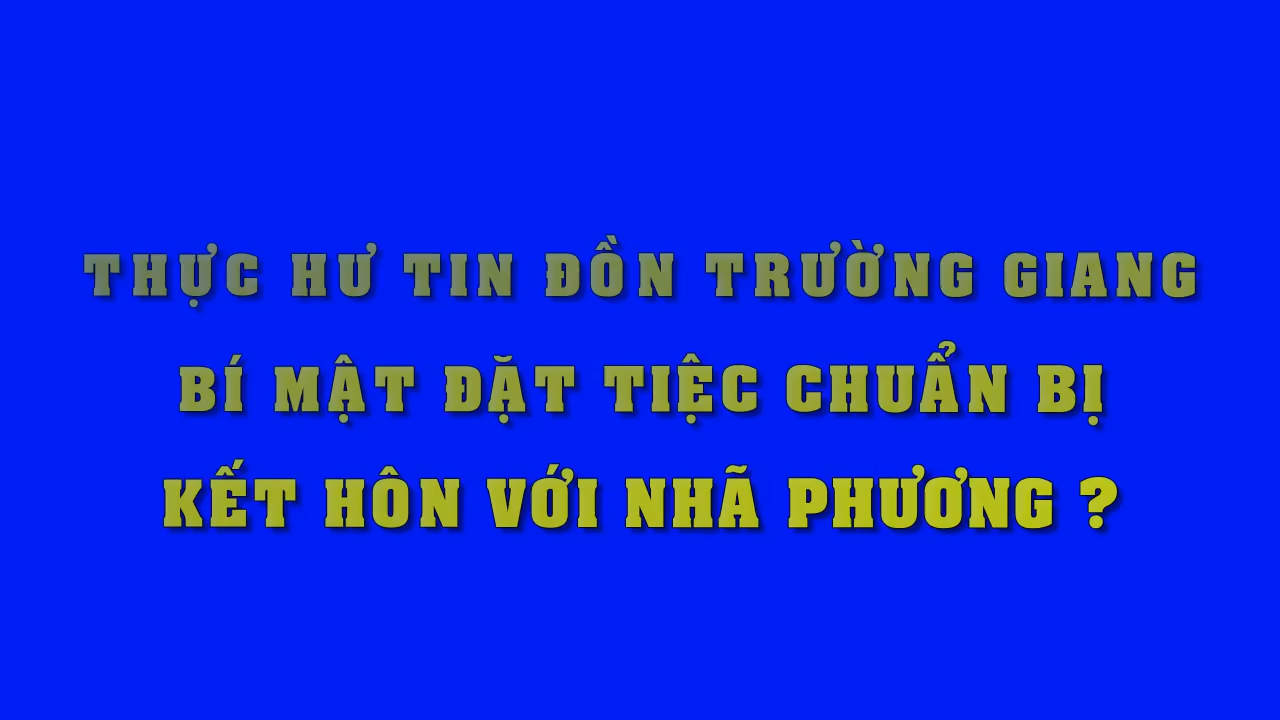 THỰC HƯ TIN ĐỒN TRƯỜNG GIANG
BÍ MẬT ĐẶT TIỆC CHUẨN BỊ
KẾT HÔN VỚI NHÃ PHƯƠNG ?